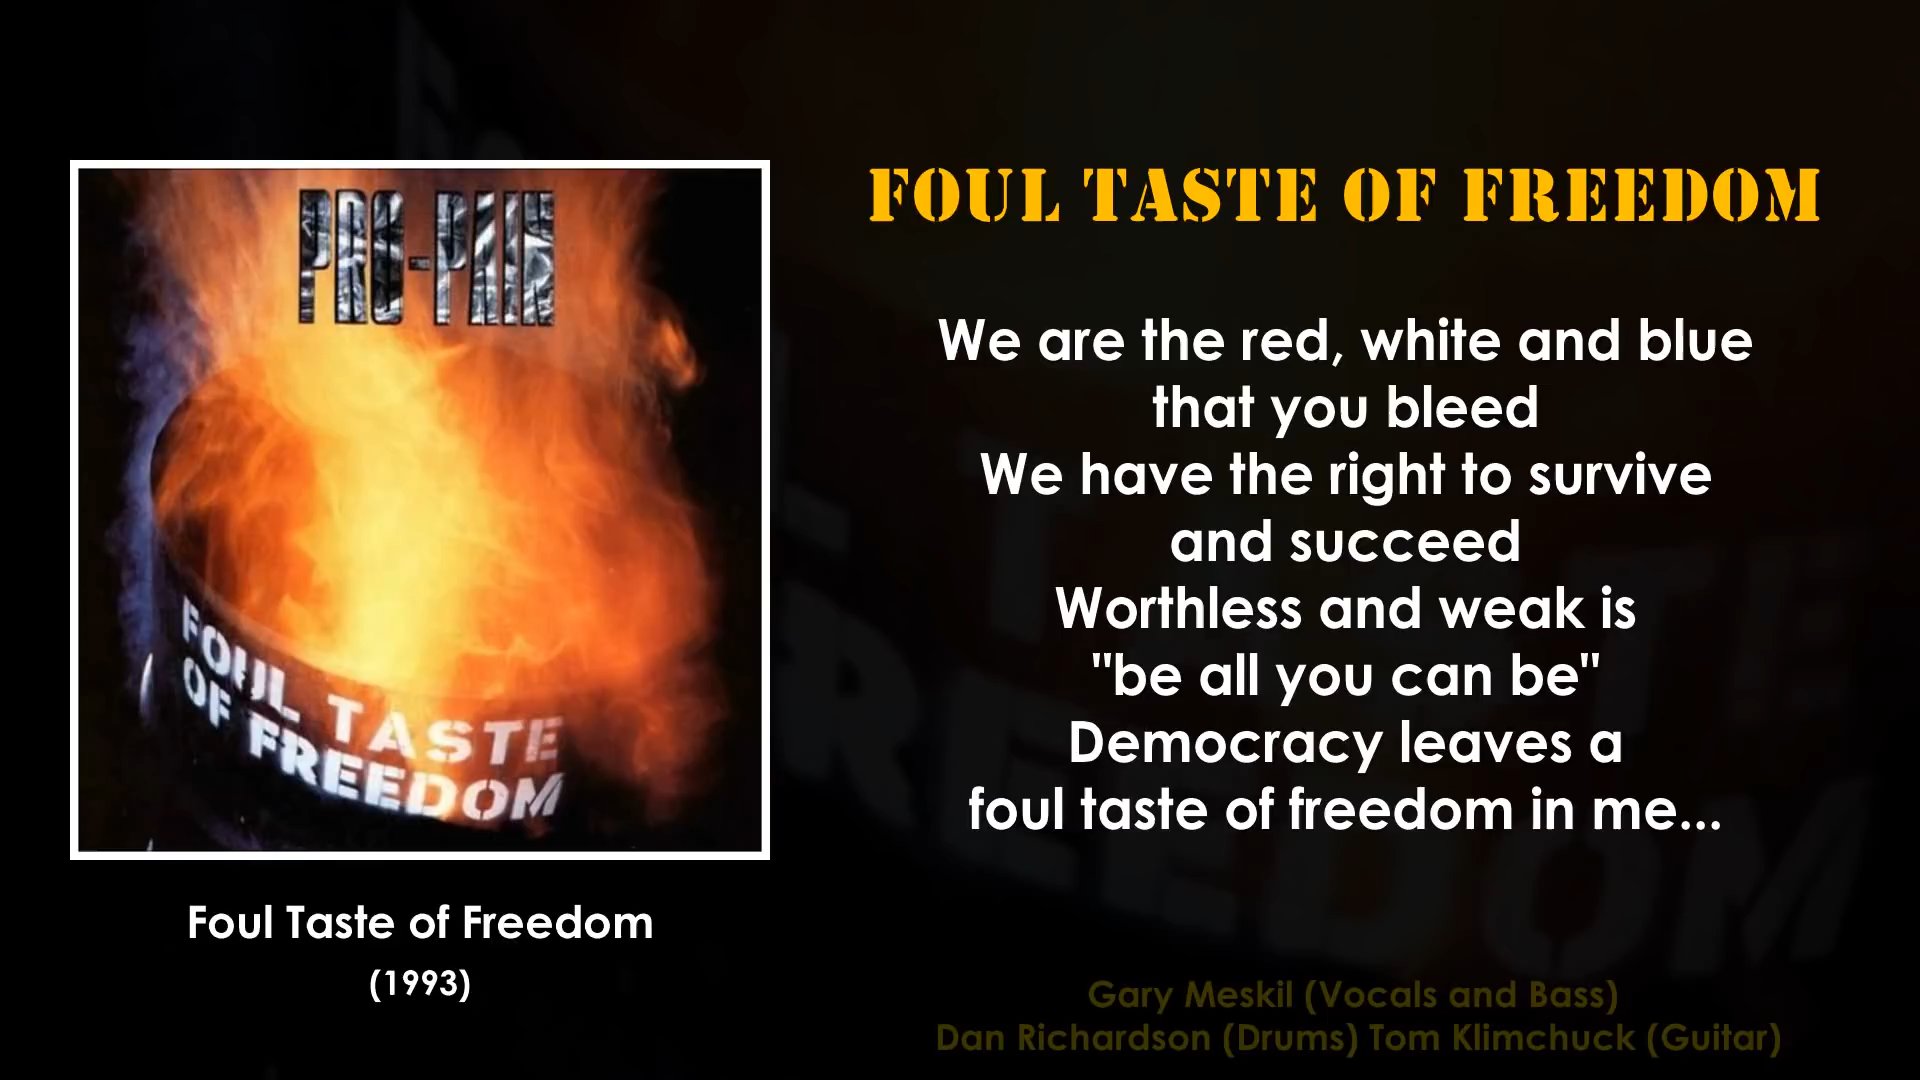 PRO-PAIN
FOUL TASTE
OF FREEDOM
Foul Taste of Freedom
(1993)
FOUL TASTE OF FREEDOM
We are the red, white and blue
that you bleed
We have the right to survive
and succeed
Worthless and weak is
"be all you can be"
Democracy leaves a
foul taste of freedom in me...
Gary Meskil (Vocals and Bass)
Dan Richardson (Drums) Tom Klimchuck (Guitar)